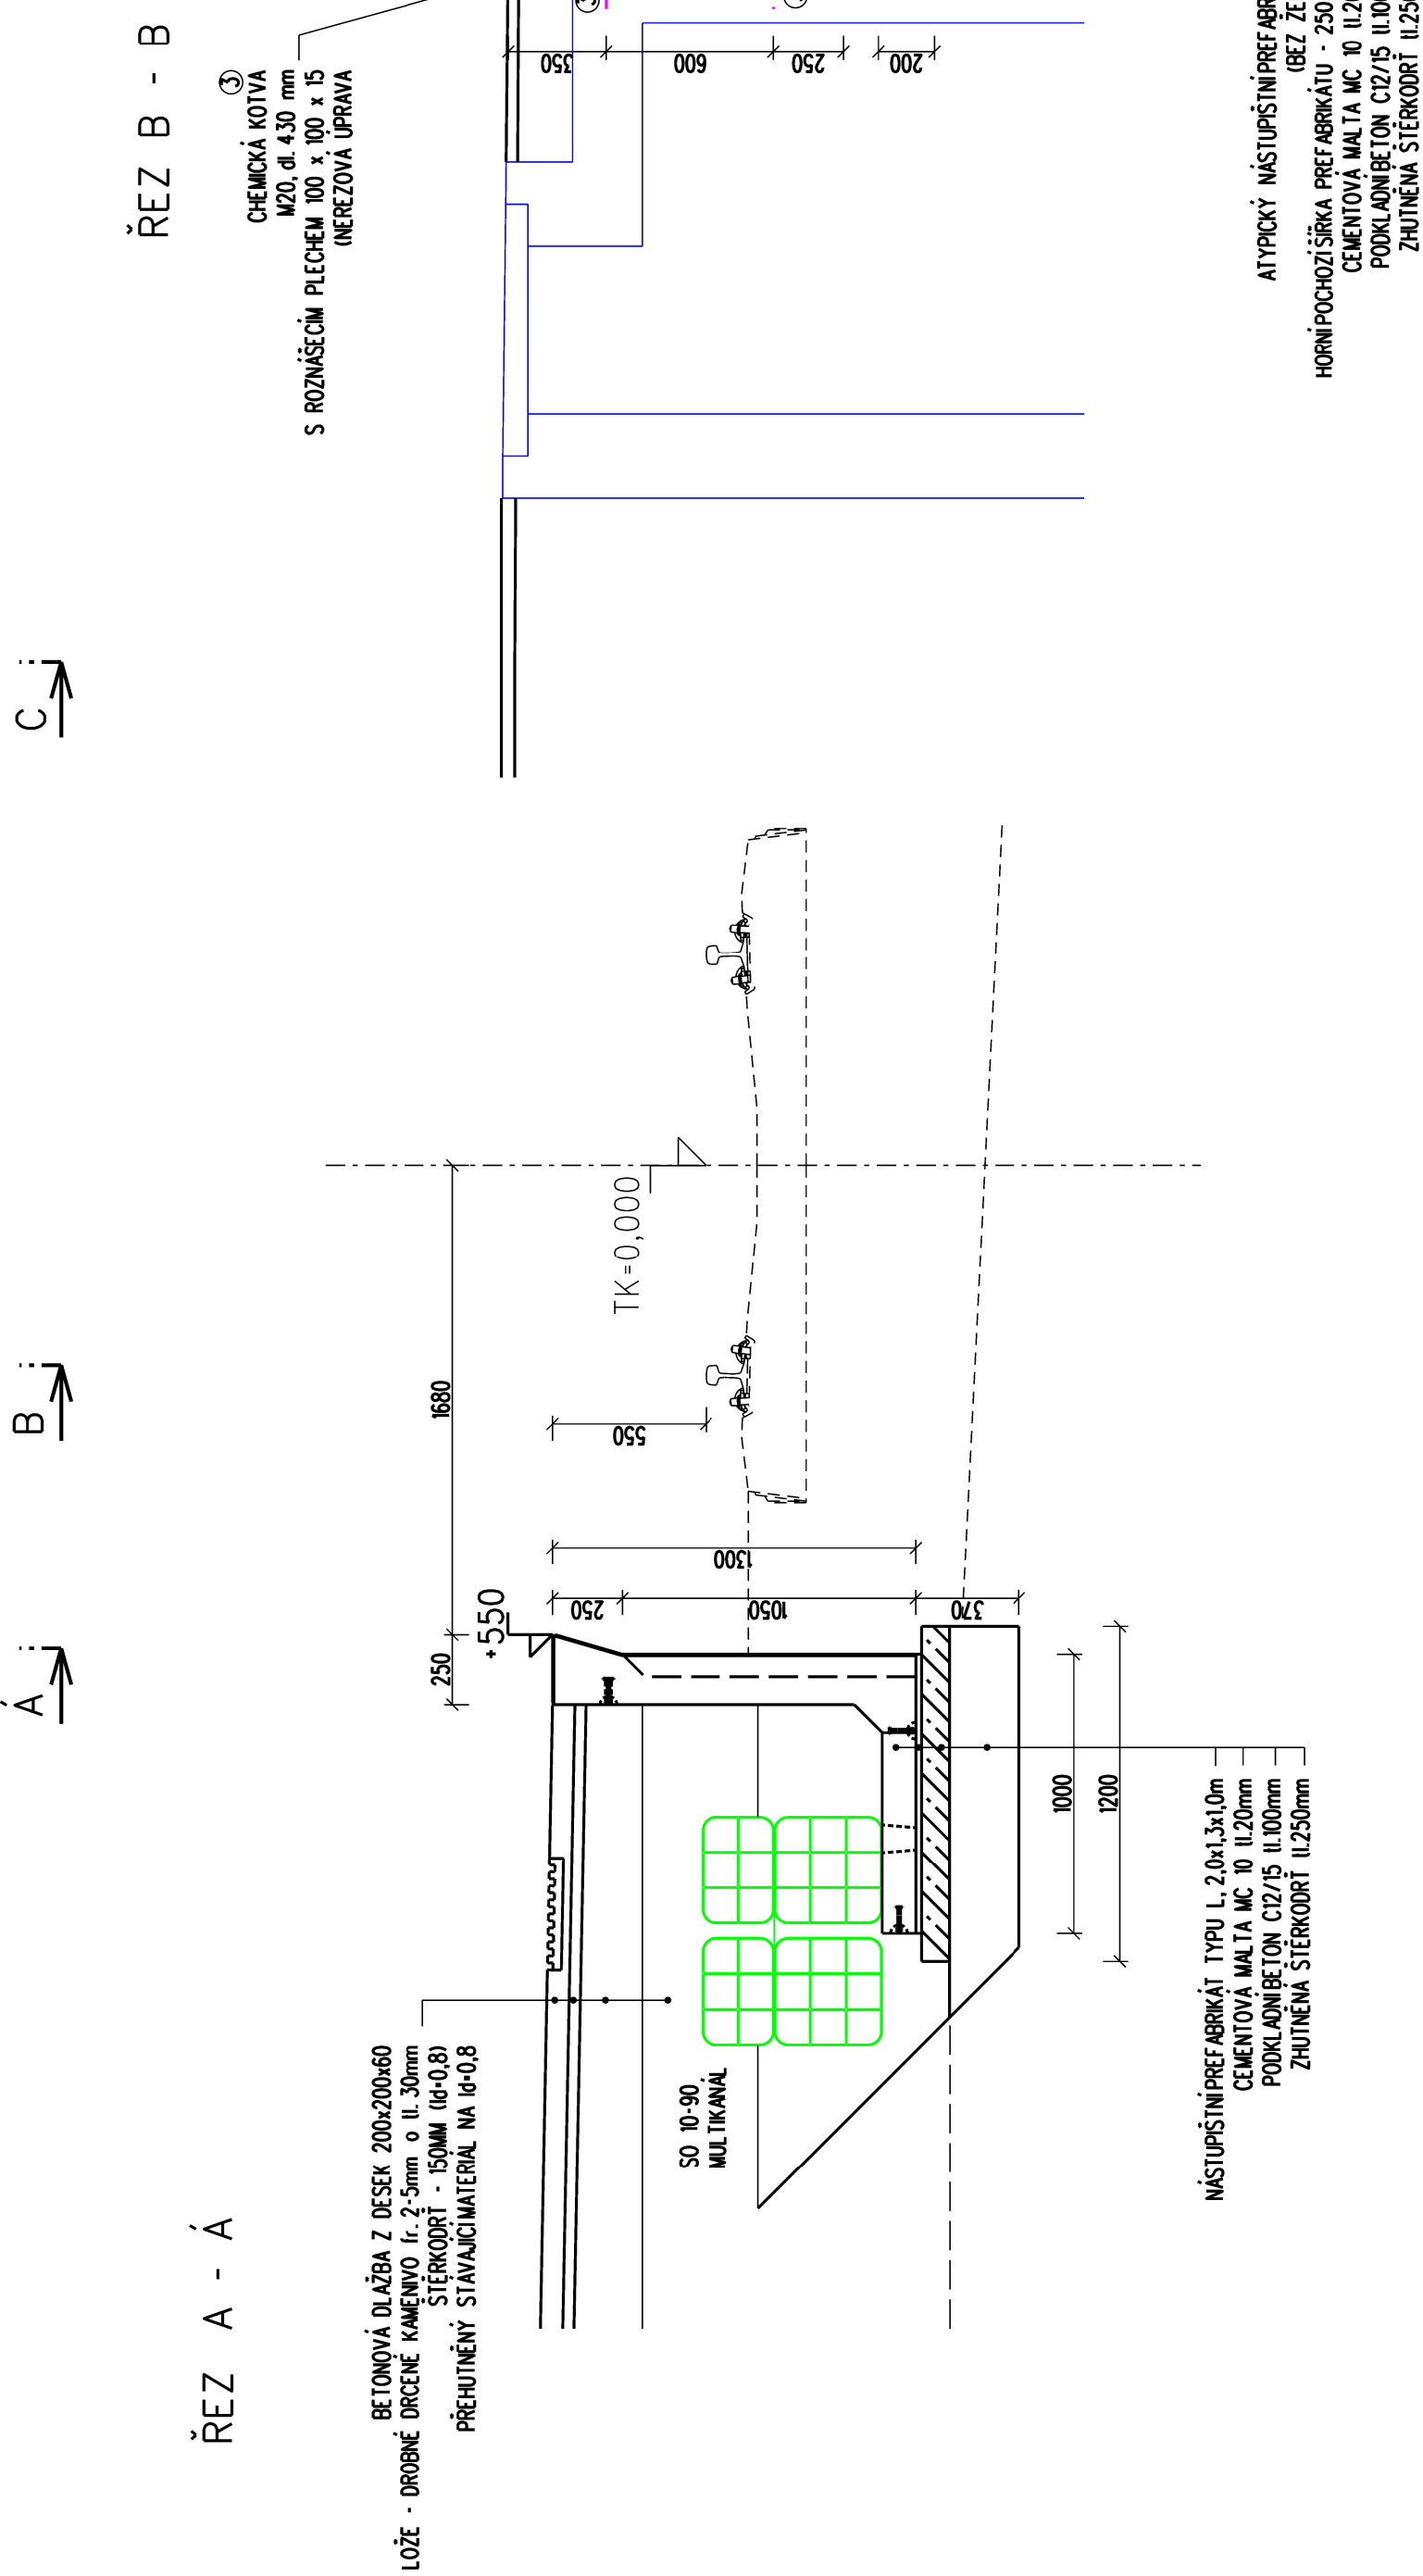 Á
B
C
ŘEZ A - Á
BETONOVÁ DLAŽBA Z DESEK 200x200x60
LOŽE - DROBNÉ DRCENÉ KAMENIVO fr. 2-5mm o tl. 30mm
ŠTĚRKODRŤ - 150MM (Id=0,8)
PŘEHUTNĚNÝ STÁVAJÍCÍ MATERIÁL NA Id=0,8
250
1680
+550
TK=0,000
550
1300
250
1050
370
SO 10-90
MULTIKANÁL
1000
1200
NÁSTUPIŠTNÍ PREFABRIKÁT TYPU L, 2,0x1,3x1,0m
CEMENTOVÁ MALTA MC 10 tl.20mm
PODKLADNÍ BETON C12/15 tl.100mm
ZHUTNĚNÁ ŠTĚRKODRŤ tl.250mm
ŘEZ B - B
3
CHEMICKÁ KOTVA
M20, dl. 430 mm
S ROZNÁŠECÍM PLECHEM 100 x 100 x 15
(NEREZOVÁ ÚPRAVA
350
600
250
200
3
ATYPICKÝ NÁSTUPIŠTNÍ PREFABR
(BEZ
HORNÍ POCHOZÍ ŠÍŘKA PREFABRIKÁTU - 250
CEMENTOVÁ MALTA MC 10
PODKLADNÍ BETON C12/15
ZHUTNĚNÁ ŠTĚRKODRŤ